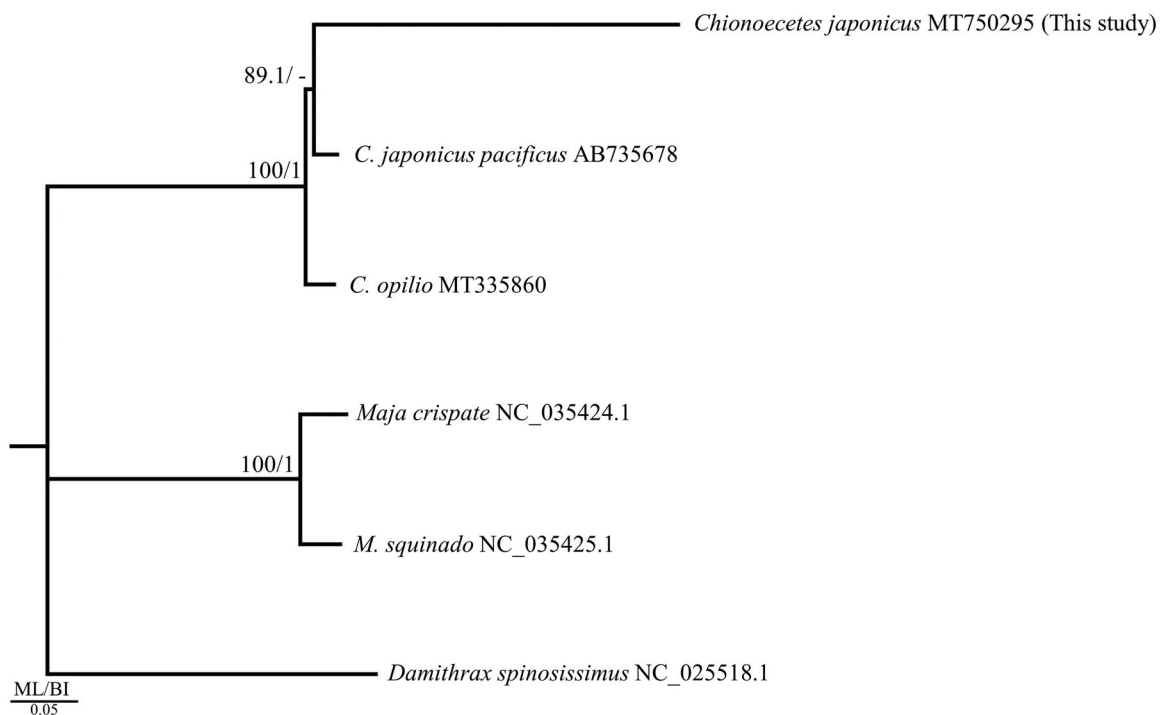 Chionoecetes japonicus MT750295 (This study)
89.1/ -
C. japonicus pacificus AB735678
100/1
C. opilio MT335860
Maja crispate NC_035424.1
100/1
M. squinado NC_035425.1
Damithrax spinosissimus NC_025518.1
ML/BI
0.05